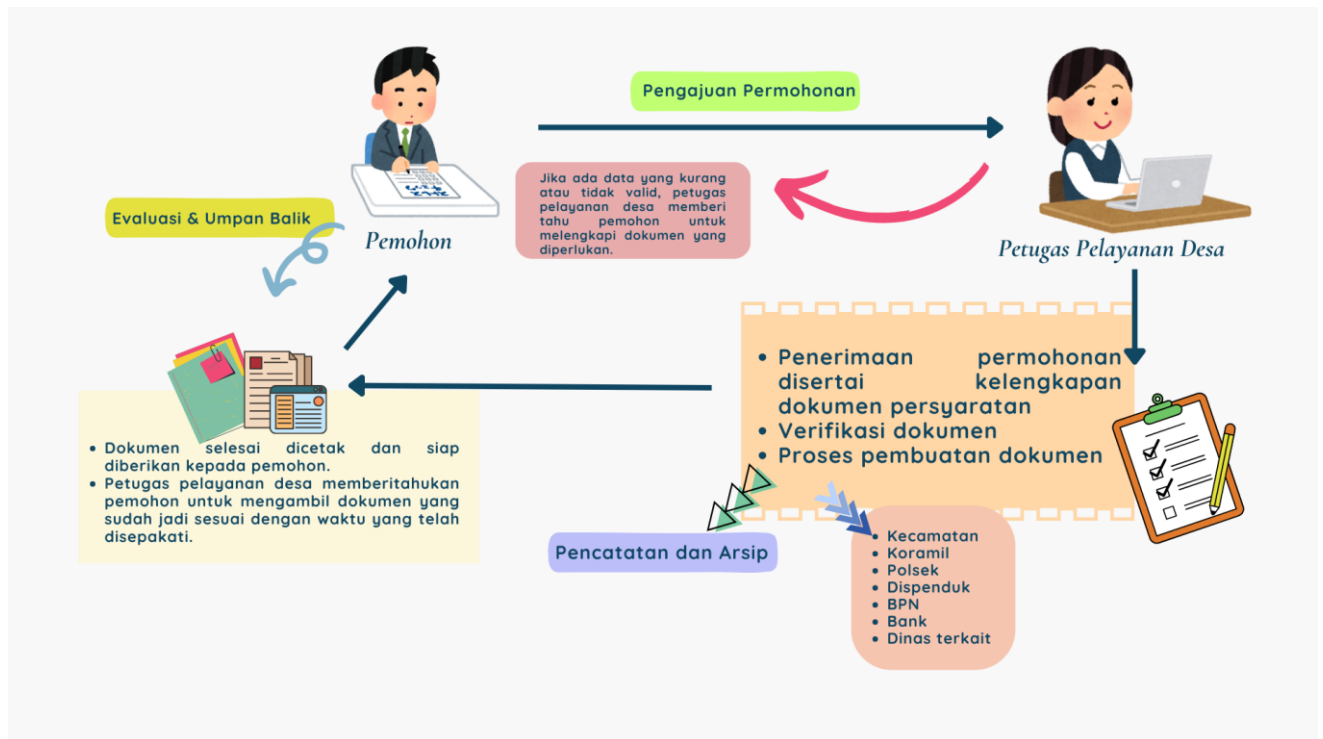 Pengajuan Permohonan
Jika ada data yang kurang
atau tidak valid, petugas
pelayanan desa memberi
tahu pemohon untuk
melengkapi dokumen yang
diperlukan.
Evaluasi & Umpan Balik
Pemohon
Petugas Pelayanan Desa
• Penerimaan permohonan
disertai kelengkapan
dokumen persyaratan
• Verifikasi dokumen
• Proses pembuatan dokumen
• Dokumen selesai dicetak dan siap
diberikan kepada pemohon.
• Petugas pelayanan desa memberitahukan
pemohon untuk mengambil dokumen yang
sudah jadi sesuai dengan waktu yang telah
disepakati.
Pencatatan dan Arsip
• Kecamatan
• Koramil
• Polsek
• Dispenduk
• BPN
• Bank
• Dinas terkait